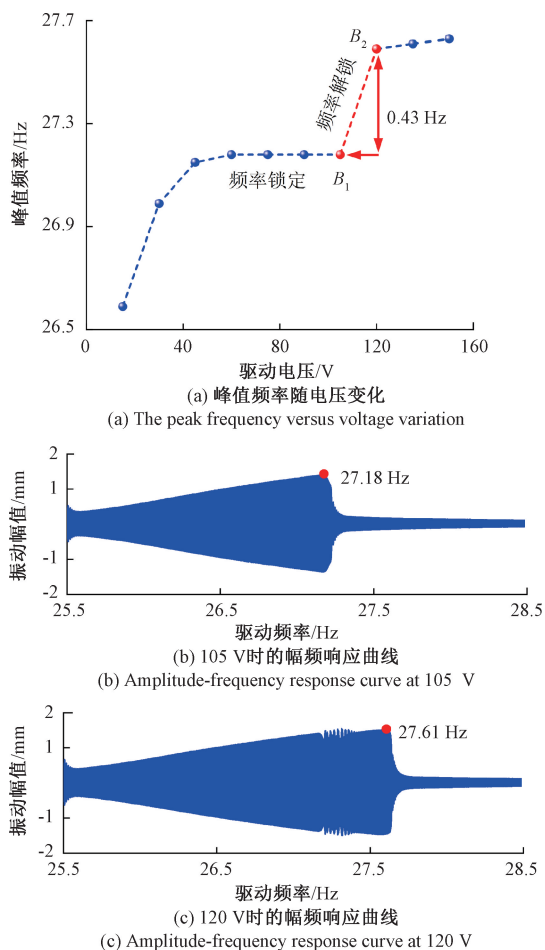 27.7
27.3
26.9
26.5
峰值频率/Hz
B2
频率解锁
0.43 Hz
频率锁定
B1
0 40 80 120 160
驱动电压/V
(a) 峰值频率随电压变化
(a) The peak frequency versus voltage variation
2
1
-1
-2
振动幅值/mm
27.18 Hz
25.5 26.5 27.5 28.5
驱动频率/Hz
(b) 105 V时的幅频响应曲线
(b) Amplitude-frequency response curve at 105 V
2
1
-1
-2
振动幅值/mm
27.61 Hz
25.5 26.5 27.5 28.5
驱动频率/Hz
(c) 120 V时的幅频响应曲线
(c) Amplitude-frequency response curve at 120 V